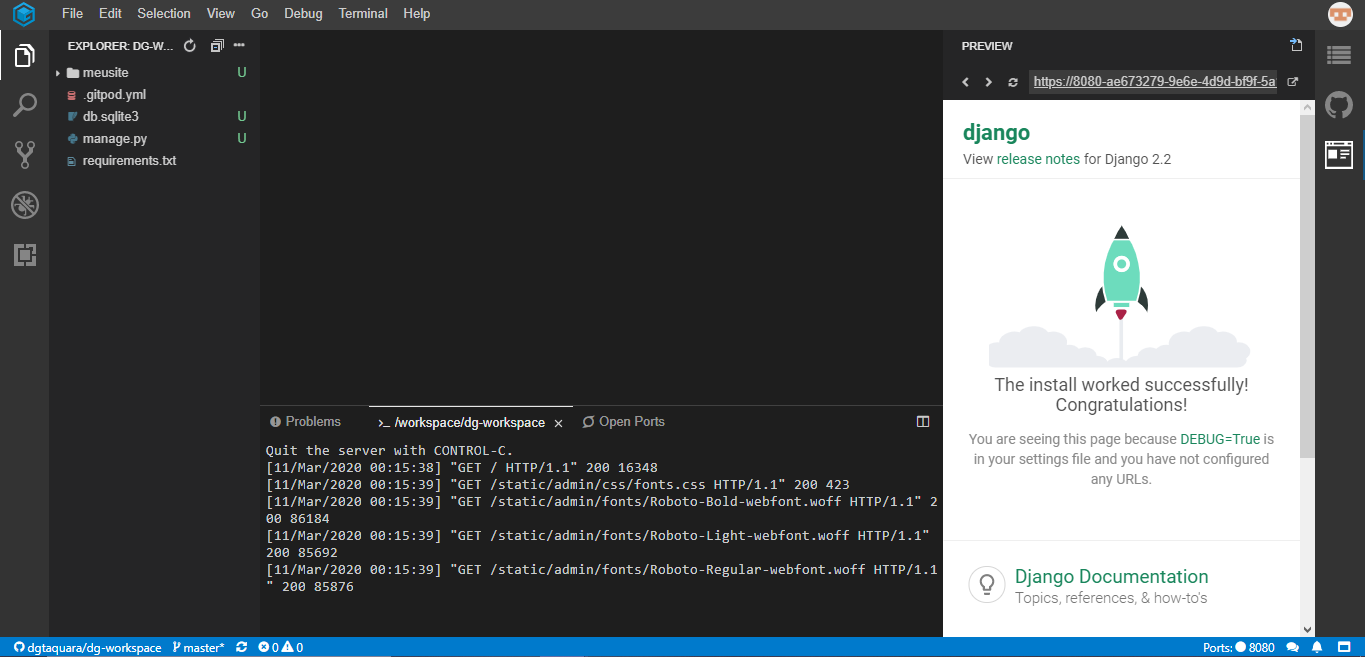 File Edit Selection View Go Debug Terminal Help
EXPLORER: DG-W...
meusite U
.gitpod.yml
db.sqlite3 U
manage.py U
requirements.txt
Problems
>_ /workspace/dg-workspace ×
Open Ports
Quit the server with CONTROL-C.
[11/Mar/2020 00:15:38] "GET / HTTP/1.1" 200 16348
[11/Mar/2020 00:15:39] "GET /static/admin/css/fonts.css HTTP/1.1" 200 423
[11/Mar/2020 00:15:39] "GET /static/admin/fonts/Roboto-Bold-webfont.woff HTTP/1.1" 2
00 86184
[11/Mar/2020 00:15:39] "GET /static/admin/fonts/Roboto-Light-webfont.woff HTTP/1.1"
200 85692
[11/Mar/2020 00:15:39] "GET /static/admin/fonts/Roboto-Regular-webfont.woff HTTP/1.1
" 200 85876
PREVIEW
https://8080-ae673279-9e6e-4d9d-bf9f-5a
django
View release notes for Django 2.2
The install worked successfully!
Congratulations!
You are seeing this page because DEBUG=True is
in your settings file and you have not configured
any URLs.
Django Documentation
Topics, references, & how-to's
dgtaquara/dg-workspace master* 0 0 Ports: 8080